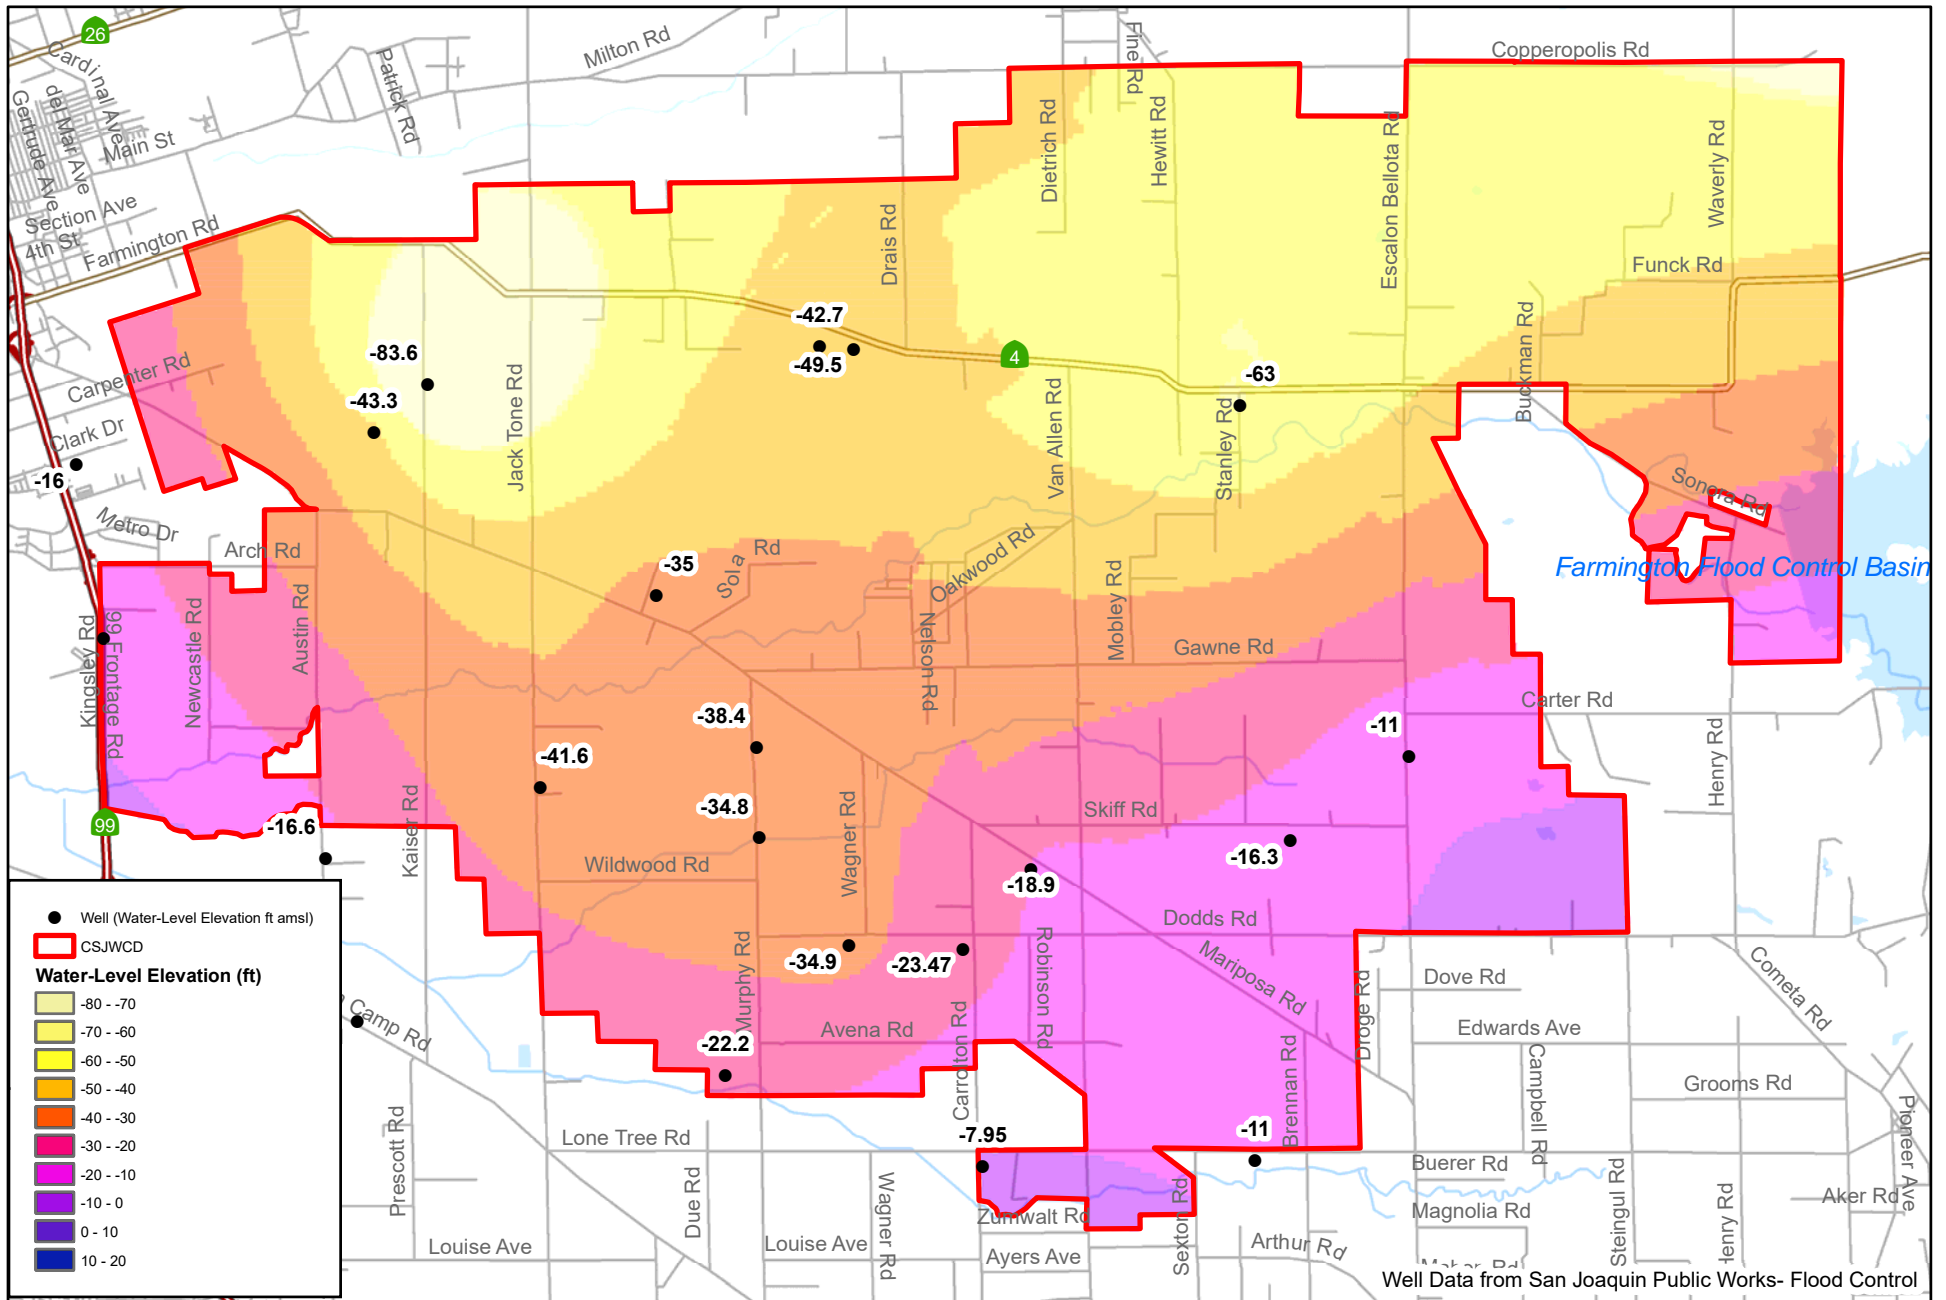 26
Cardinal Ave
del Mar Ave
Gertrude Ave
Main St
Section Ave
4th St
Farmington Rd
Patrick Rd
Milton Rd
Fine Rd
Copperopolis Rd
Dietrich Rd
Hewitt Rd
Escalon Bellota Rd
Waverly Rd
Drais Rd
Funck Rd
Buckman Rd
-42.7
-49.5
4
-83.6
-43.3
-63
Carpenter Rd
Clark Dr
-16
Metro Dr
Arch Rd
Jack Tone Rd
Van Allen Rd
Stanley Rd
Sonora Rd
Farmington Flood Control Basin
-35
Sola Rd
Oakwood Rd
Mobley Rd
Gawne Rd
Nelson Rd
Kingsley Rd
99 Frontage Rd
Newcastle Rd
Austin Rd
Carter Rd
Henry Rd
-38.4
-41.6
-11
-34.8
Skiff Rd
99
-16.6
Kaiser Rd
Wildwood Rd
Wagner Rd
-16.3
-18.9
Dodds Rd
-34.9
-23.47
Robinson Rd
Mariposa Rd
Murphy Rd
Dove Rd
Droge Rd
Cometa Rd
Camp Rd
Avena Rd
Edwards Ave
-22.2
Carrolton Rd
Brennan Rd
Campbell Rd
Grooms Rd
Pioneer Ave
Prescott Rd
Lone Tree Rd
-7.95
-11
Due Rd
Wagner Rd
Buerer Rd
Steingul Rd
Aker Rd
Zumwalt Rd
Sexton Rd
Magnolia Rd
Henry Rd
Louise Ave
Louise Ave
Ayers Ave
Arthur Rd
Well (Water-Level Elevation ft amsl)
CSJWCD
Water-Level Elevation (ft)
-80 - -70
-70 - -60
-60 - -50
-50 - -40
-40 - -30
-30 - -20
-20 - -10
-10 - 0
0 - 10
10 - 20
Well Data from San Joaquin Public Works- Flood Control